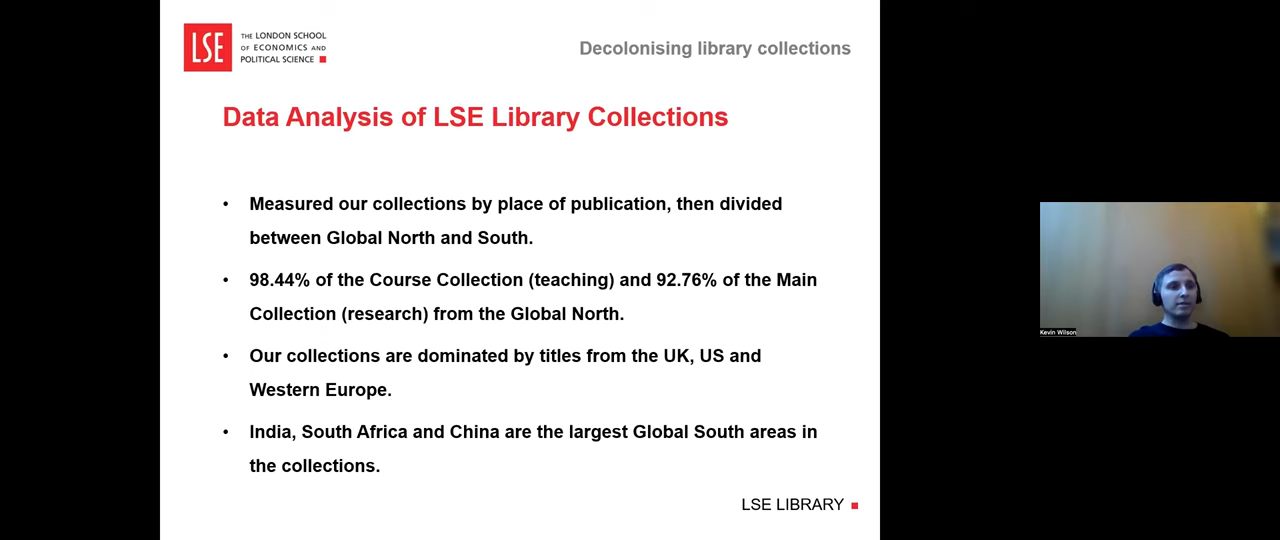 LSE
THE LONDON SCHOOL
OF ECONOMICS AND
POLITICAL SCIENCE
Decolonising library collections
Data Analysis of LSE Library Collections
• Measured our collections by place of publication, then divided
between Global North and South.
• 98.44% of the Course Collection (teaching) and 92.76% of the Main
Collection (research) from the Global North.
• Our collections are dominated by titles from the UK, US and
Western Europe.
• India, South Africa and China are the largest Global South areas in
the collections.
LSE LIBRARY
Kevin Wilson